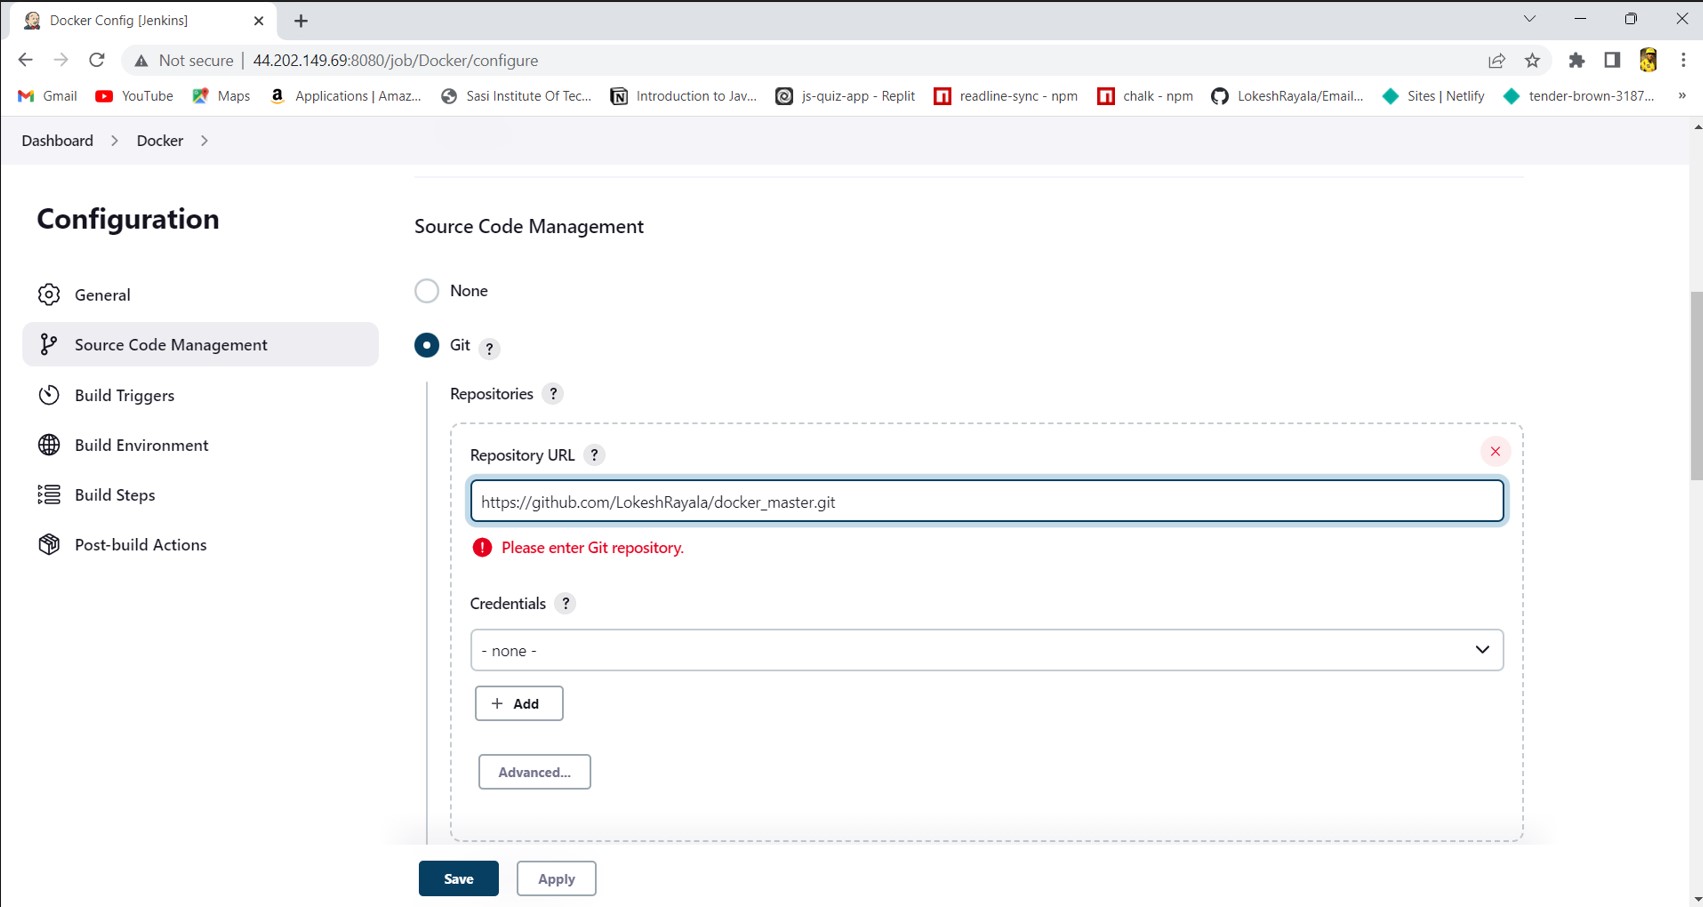 Docker Config [Jenkins]
Not secure | 44.202.149.69:8080/job/Docker/configure
Gmail YouTube Maps Applications | Amaz... Sasi Institute Of Tec... Introduction to Jav... js-quiz-app - Replit readline-sync - npm chalk - npm LokeshRayala/Email... Sites | Netlify tender-brown-3187... »
Dashboard > Docker >
Configuration
General
Source Code Management
Build Triggers
Build Environment
Build Steps
Post-build Actions
Source Code Management
None
Git ?
Repositories ?
Repository URL ?
https://github.com/LokeshRayala/docker_master.git
Please enter Git repository.
Credentials ?
- none -
+ Add
Advanced...
Save Apply